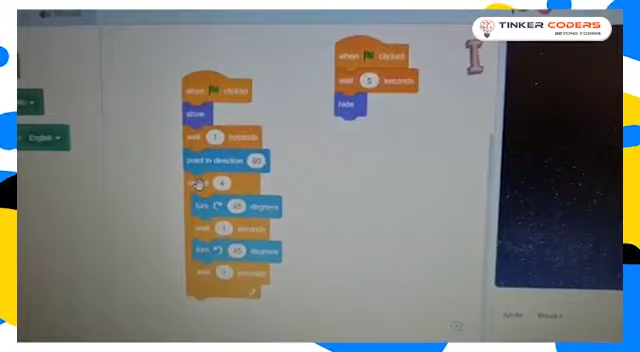 TINKER CODERS
BEYOND CODING
when clicked
wait 5 seconds
hide
when clicked
show
wait 1 seconds
point in direction 90
4
turn 45 degrees
wait 1 seconds
turn 45 degrees
wait 1 seconds
English
I